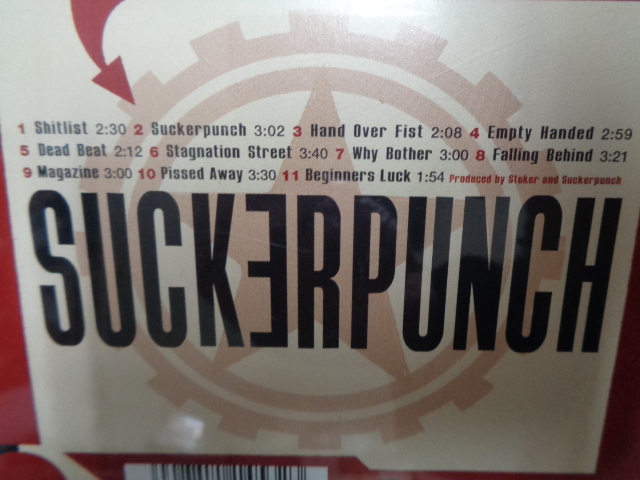 1 Shitlist 2:30 2 Suckerpunch 3:02 3 Hand Over Fist 2:08 4 Empty Handed 2:59
5 Dead Beat 2:12 6 Stagnation Street 3:40 7 Why Bother 3:00 8 Falling Behind 3:21
9 Magazine 3:00 10 Pissed Away 3:30 11 Beginners Luck 1:54 Produced by Stoker and Suckerpunch
SUCKERPUNCH